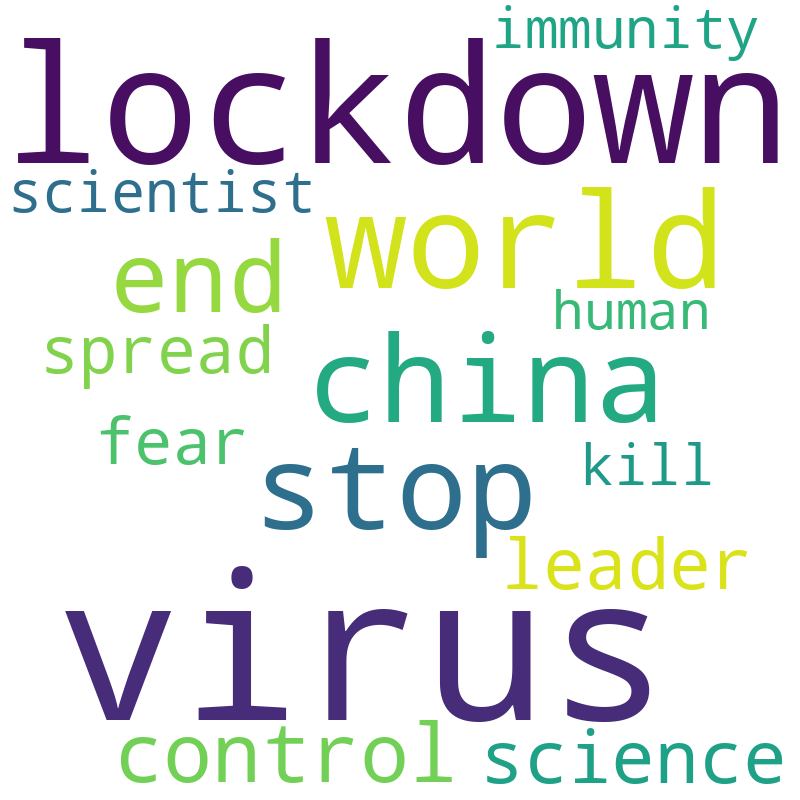 immunity
lockdown
scientist
world
end
human
spread
china
fear
kill
stop
leader
virus
control
science